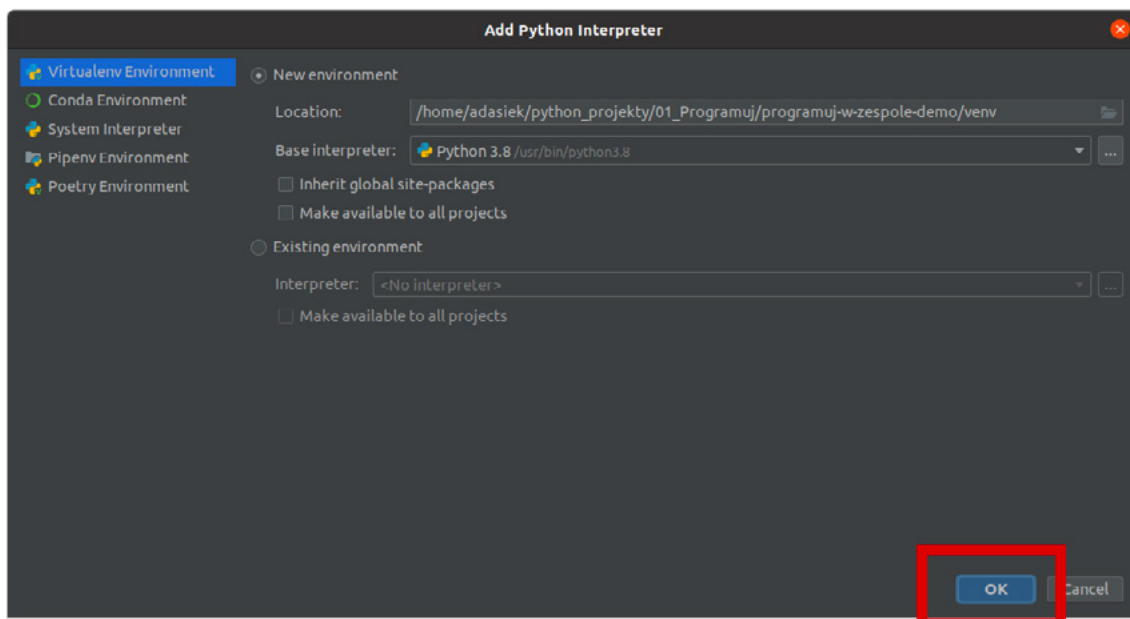 Add Python Interpreter
Virtualenv Environment
Conda Environment
System Interpreter
Pipenv Environment
Poetry Environment
New environment
Location: /home/adasiek/python_projekty/01_Programuj/programuj-w-zespole-demo/venv
Base interpreter: Python 3.8 /usr/bin/python3.8 ...
Inherit global site-packages
Make available to all projects
Existing environment
Interpreter: <No interpreter> ...
Make available to all projects
OK Cancel